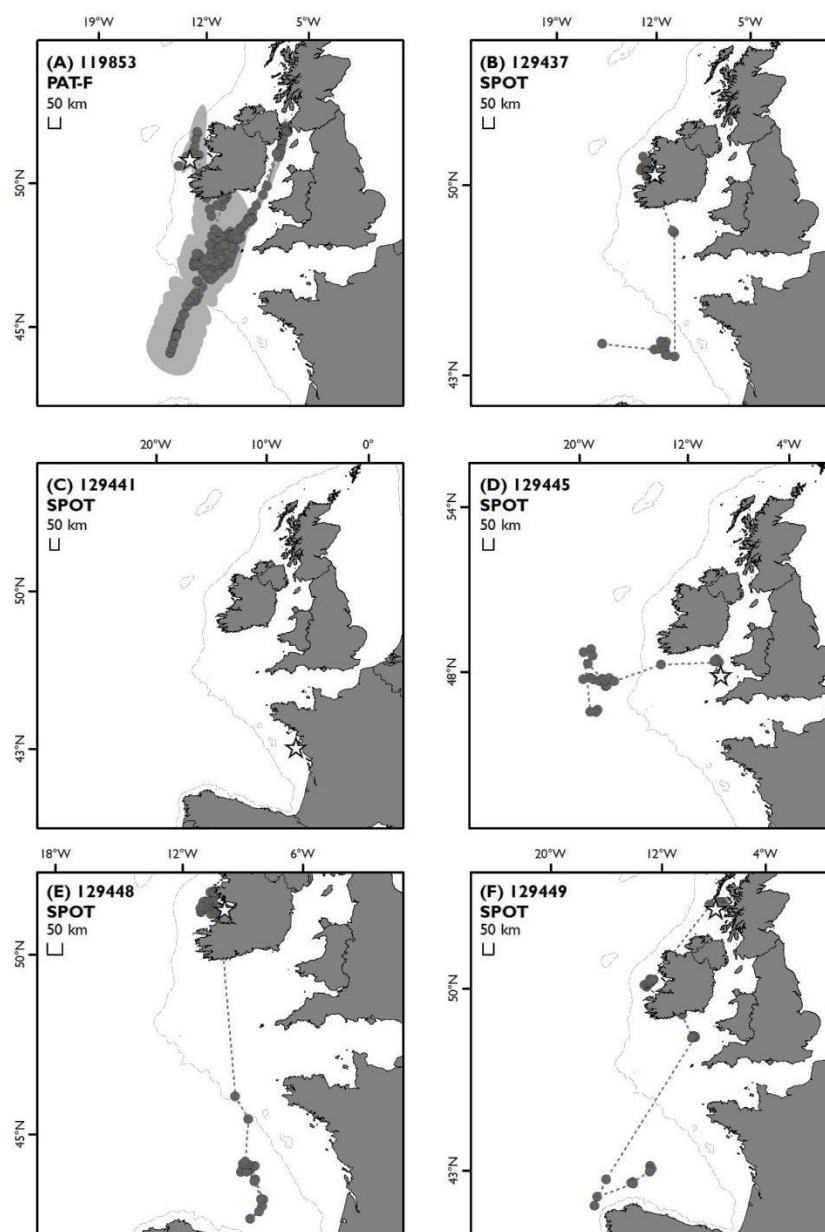 19°W 12°W 5°W
(A) 119853
PAT-F
50 km
50°N
45°N
19°W 12°W 5°W
(B) 129437
SPOT
50 km
50°N
43°N
20°W 10°W 0°
(C) 129441
SPOT
50 km
50°N
43°N
20°W 12°W 4°W
(D) 129445
SPOT
50 km
54°N
48°N
18°W 12°W 6°W
(E) 129448
SPOT
50 km
50°N
45°N
20°W 12°W 4°W
(F) 129449
SPOT
50 km
50°N
43°N